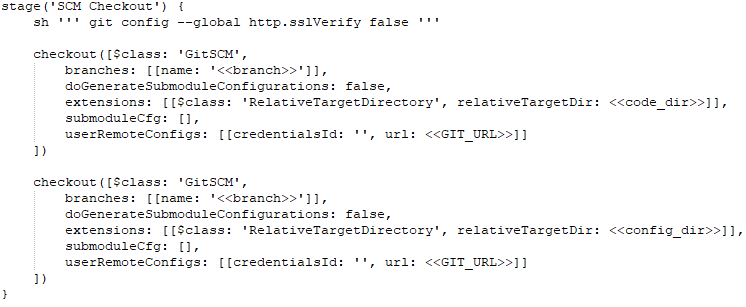 stage('SCM Checkout') {
    sh ''' git config --global http.sslVerify false '''

    checkout([$class: 'GitSCM',
        branches: [[name: '<<branch>>']],
        doGenerateSubmoduleConfigurations: false,
        extensions: [[$class: 'RelativeTargetDirectory', relativeTargetDir: <<code_dir>>]],
        submoduleCfg: [],
        userRemoteConfigs: [[credentialsId: '', url: <<GIT_URL>>]]
    ])

    checkout([$class: 'GitSCM',
        branches: [[name: '<<branch>>']],
        doGenerateSubmoduleConfigurations: false,
        extensions: [[$class: 'RelativeTargetDirectory', relativeTargetDir: <<config_dir>>]],
        submoduleCfg: [],
        userRemoteConfigs: [[credentialsId: '', url: <<GIT_URL>>]]
    ])
}